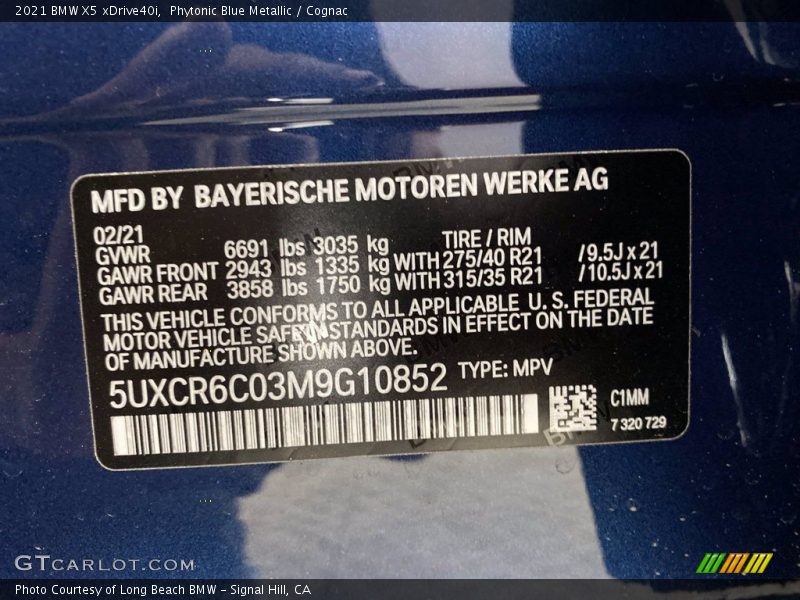 2021 BMW X5 xDrive40i, Phytonic Blue Metallic / Cognac
MFD BY BAYERISCHE MOTOREN WERKE AG
02/21
GVWR 6691 lbs 3035 kg TIRE / RIM
GAWR FRONT 2943 lbs 1335 kg WITH 275/40 R21 /9.5J x 21
GAWR REAR 3858 lbs 1750 kg WITH 315/35 R21 /10.5J x 21
THIS VEHICLE CONFORMS TO ALL APPLICABLE U. S. FEDERAL
MOTOR VEHICLE SAFETY STANDARDS IN EFFECT ON THE DATE
OF MANUFACTURE SHOWN ABOVE.
5UXCR6C03M9G10852 TYPE: MPV
C1MM
7 320 729
GTCARLOT.COM
Photo Courtesy of Long Beach BMW - Signal Hill, CA